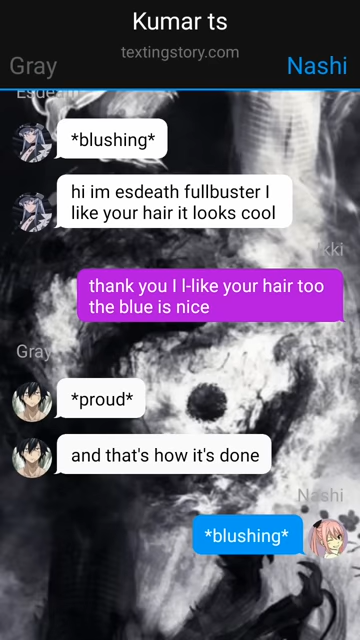 Kumar ts
textingstory.com
Gray
Nashi
Esdeath
*blushing*
hi im esdeath fullbuster I
like your hair it looks cool
thank you I l-like your hair too
the blue is nice
Gray
*proud*
and that's how it's done
Nashi
*blushing*